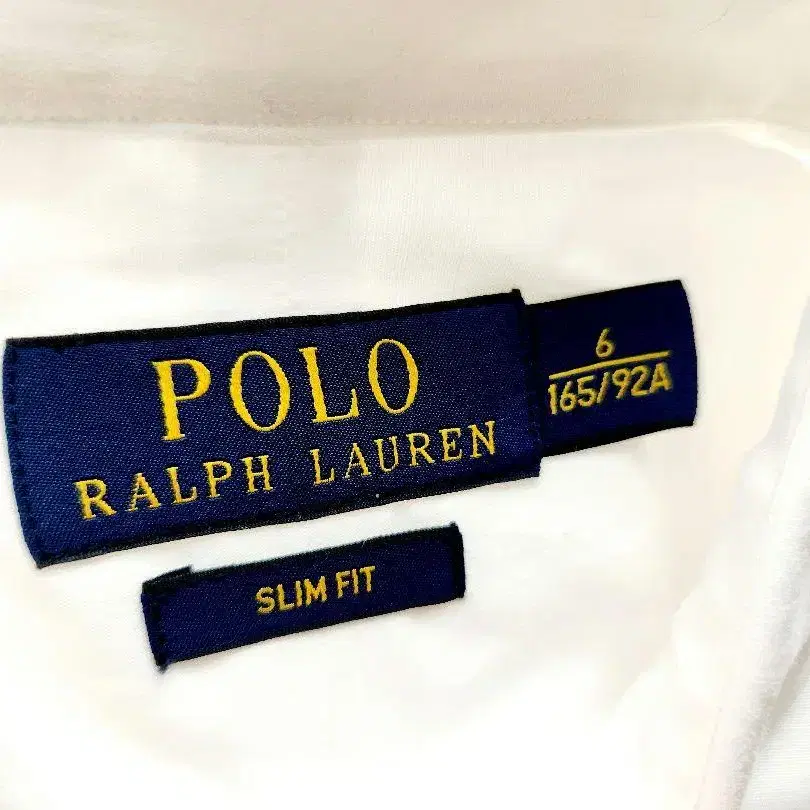 POLO
RALPH LAUREN
6
165/92A
SLIM FIT